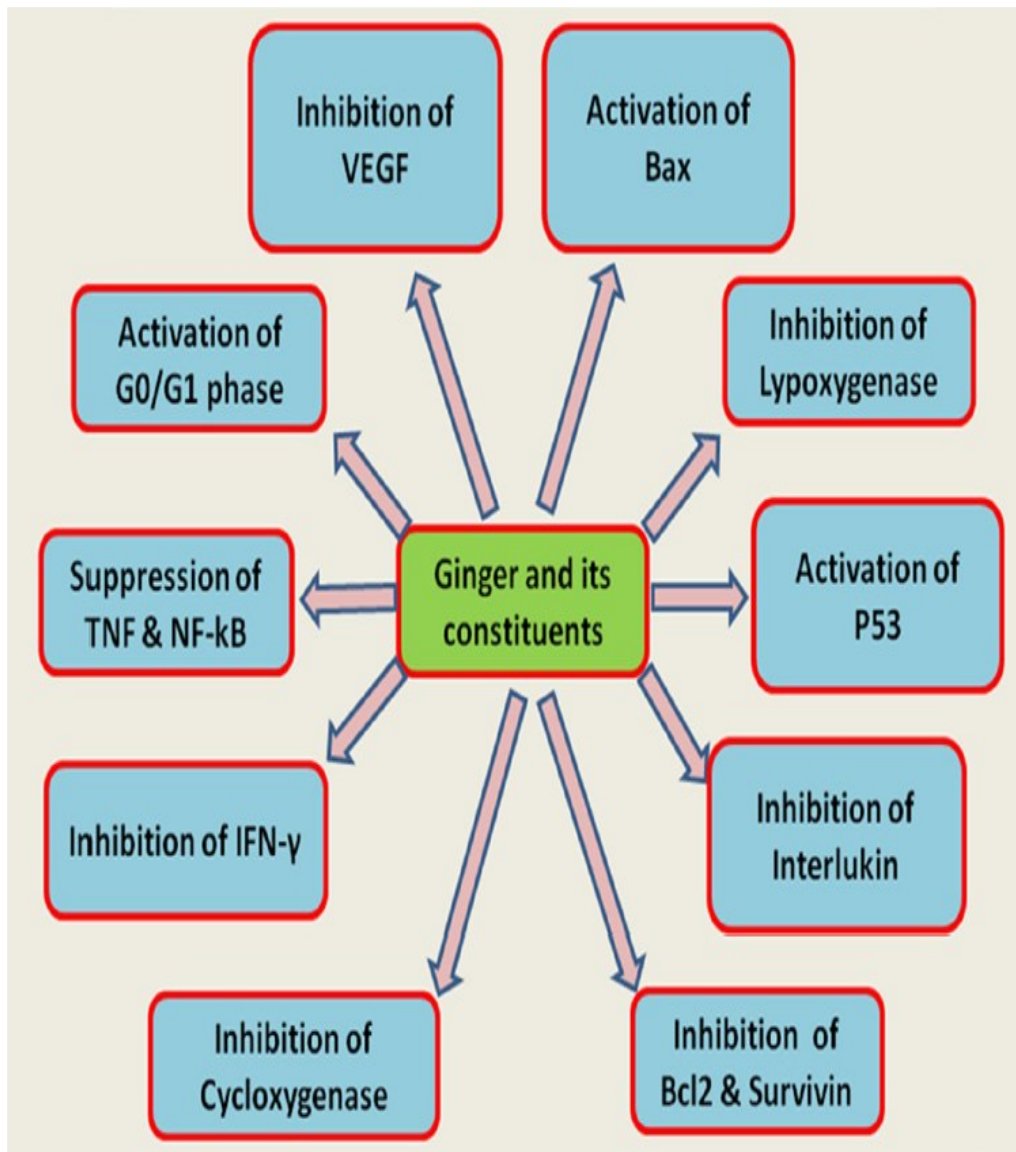 Inhibition of
VEGF
Activation of
Bax
Activation of
G0/G1 phase
Inhibition of
Lypoxygenase
Suppression of
TNF & NF-kB
Ginger and its
constituents
Activation of
P53
Inhibition of IFN-γ
Inhibition of
Interlukin
Inhibition of
Cycloxygenase
Inhibition of
Bcl2 & Survivin